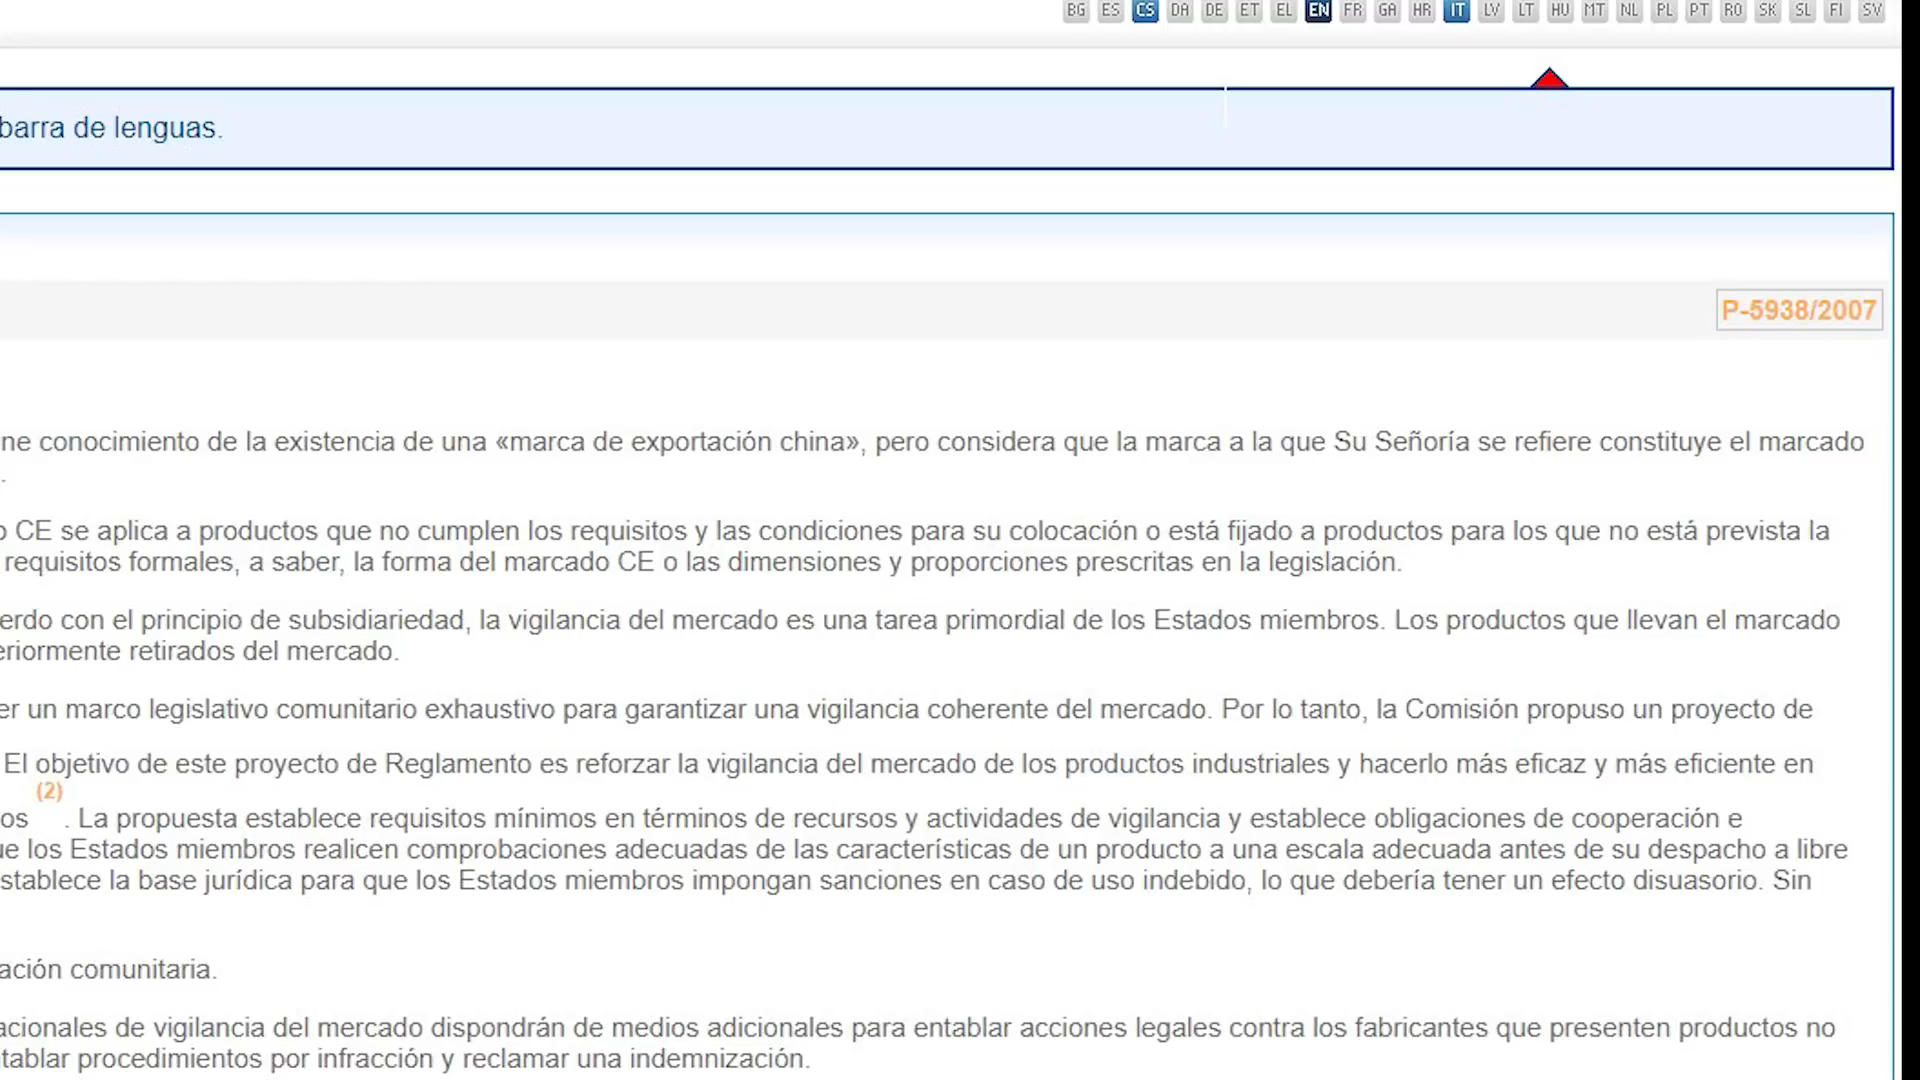 BG ES CS DA DE ET EL EN FR GA HR IT LV LT HU MT NL PL PT RO SK SL FI SV
barra de lenguas.
P-5938/2007
ne conocimiento de la existencia de una «marca de exportación china», pero considera que la marca a la que Su Señoría se refiere constituye el marcado
.
CE se aplica a productos que no cumplen los requisitos y las condiciones para su colocación o está fijado a productos para los que no está prevista la
requisitos formales, a saber, la forma del marcado CE o las dimensiones y proporciones prescritas en la legislación.
erdo con el principio de subsidiariedad, la vigilancia del mercado es una tarea primordial de los Estados miembros. Los productos que llevan el marcado
eriormente retirados del mercado.
er un marco legislativo comunitario exhaustivo para garantizar una vigilancia coherente del mercado. Por lo tanto, la Comisión propuso un proyecto de
El objetivo de este proyecto de Reglamento es reforzar la vigilancia del mercado de los productos industriales y hacerlo más eficaz y más eficiente en
os (2). La propuesta establece requisitos mínimos en términos de recursos y actividades de vigilancia y establece obligaciones de cooperación e
ue los Estados miembros realicen comprobaciones adecuadas de las características de un producto a una escala adecuada antes de su despacho a libre
stablece la base jurídica para que los Estados miembros impongan sanciones en caso de uso indebido, lo que debería tener un efecto disuasorio. Sin
ación comunitaria.
acionales de vigilancia del mercado dispondrán de medios adicionales para entablar acciones legales contra los fabricantes que presenten productos no
tablar procedimientos por infracción y reclamar una indemnización.